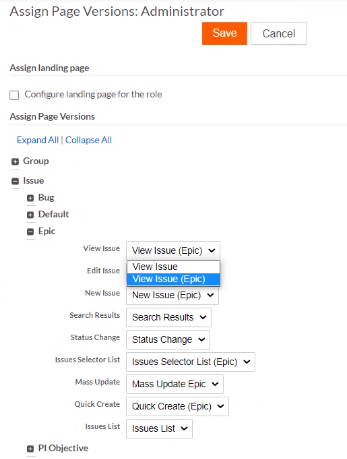 Assign Page Versions: Administrator
Save Cancel
Assign landing page
Configure landing page for the role
Assign Page Versions
Expand All | Collapse All
Group
Issue
Bug
Default
Epic
View Issue View Issue (Epic)
View Issue
Edit Issue View Issue (Epic)
New Issue New Issue (Epic)
Search Results Search Results
Status Change Status Change
Issues Selector List Issues Selector List (Epic)
Mass Update Mass Update Epic
Quick Create Quick Create (Epic)
Issues List Issues List
PI Objective